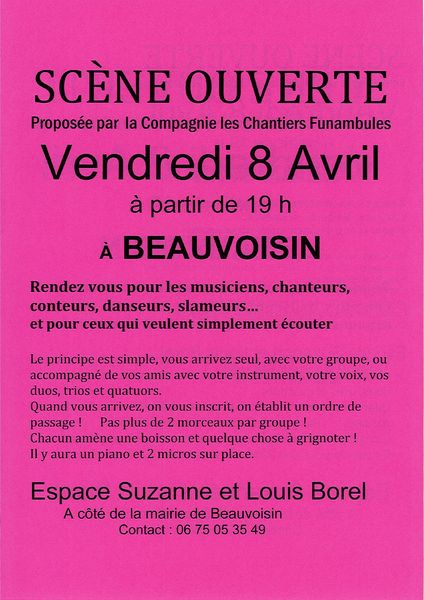 SCÈNE OUVERTE
Proposée par la Compagnie les Chantiers Funambules
Vendredi 8 Avril
à partir de 19 h
À BEAUVOISIN
Rendez vous pour les musiciens, chanteurs,
conteurs, danseurs, slameurs…
et pour ceux qui veulent simplement écouter
Le principe est simple, vous arrivez seul, avec votre groupe, ou
accompagné de vos amis avec votre instrument, votre voix, vos
duos, trios et quatuors.
Quand vous arrivez, on vous inscrit, on établit un ordre de
passage ! Pas plus de 2 morceaux par groupe !
Chacun amène une boisson et quelque chose à grignoter !
Il y aura un piano et 2 micros sur place.
Espace Suzanne et Louis Borel
A côté de la mairie de Beauvoisin
Contact : 06 75 05 35 49